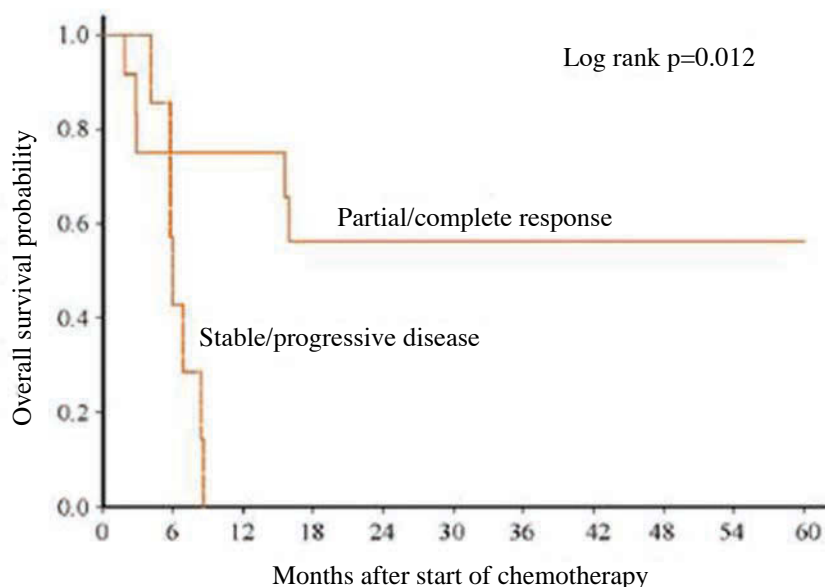 1.0
Log rank p=0.012
0.8
0.6
Partial/complete response
0.4
Stable/progressive disease
0.2
0.0
0 6 12 18 24 30 36 42 48 54 60
Overall survival probability
Months after start of chemotherapy